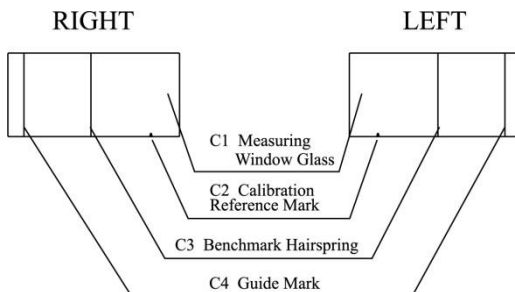 RIGHT
LEFT
C1 Measuring
Window Glass
C2 Calibration
Reference Mark
C3 Benchmark Hairspring
C4 Guide Mark